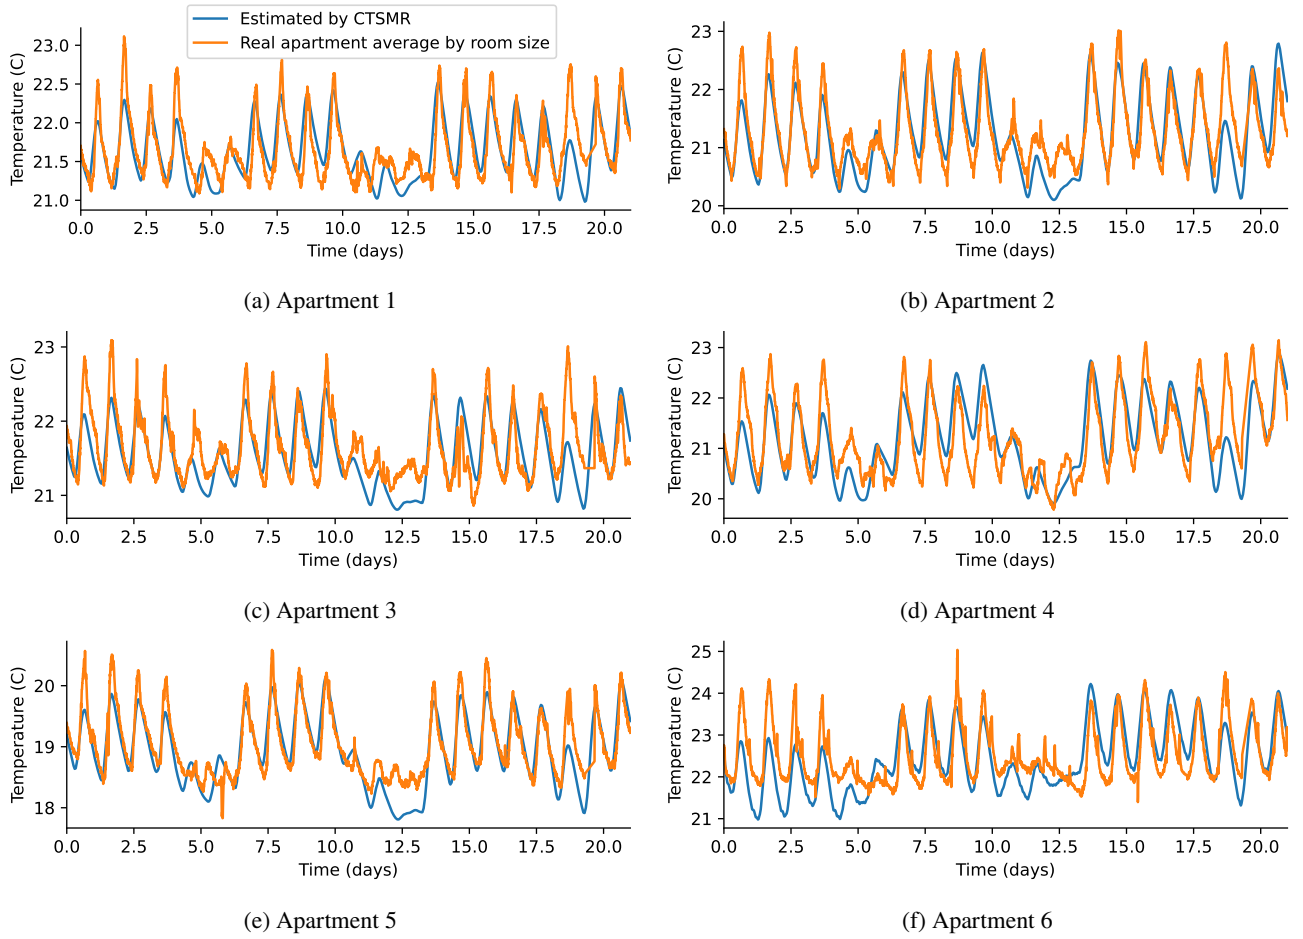 Estimated by CTSMR
Real apartment average by room size
Temperature (C)
23.0
22.5
22.0
21.5
21.0
0.0 2.5 5.0 7.5 10.0 12.5 15.0 17.5 20.0
Time (days)
(a) Apartment 1
Temperature (C)
23
22
21
20
0.0 2.5 5.0 7.5 10.0 12.5 15.0 17.5 20.0
Time (days)
(b) Apartment 2
Temperature (C)
23
22
21
0.0 2.5 5.0 7.5 10.0 12.5 15.0 17.5 20.0
Time (days)
(c) Apartment 3
Temperature (C)
23
22
21
20
0.0 2.5 5.0 7.5 10.0 12.5 15.0 17.5 20.0
Time (days)
(d) Apartment 4
Temperature (C)
20
19
18
0.0 2.5 5.0 7.5 10.0 12.5 15.0 17.5 20.0
Time (days)
(e) Apartment 5
Temperature (C)
25
24
23
22
21
0.0 2.5 5.0 7.5 10.0 12.5 15.0 17.5 20.0
Time (days)
(f) Apartment 6